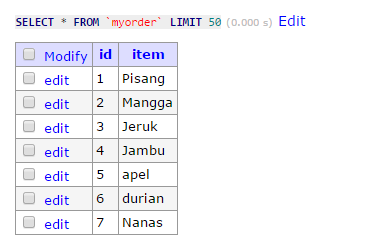 SELECT * FROM `myorder` LIMIT 50 (0.000 s) Edit
Modify id item
edit 1 Pisang
edit 2 Mangga
edit 3 Jeruk
edit 4 Jambu
edit 5 apel
edit 6 durian
edit 7 Nanas